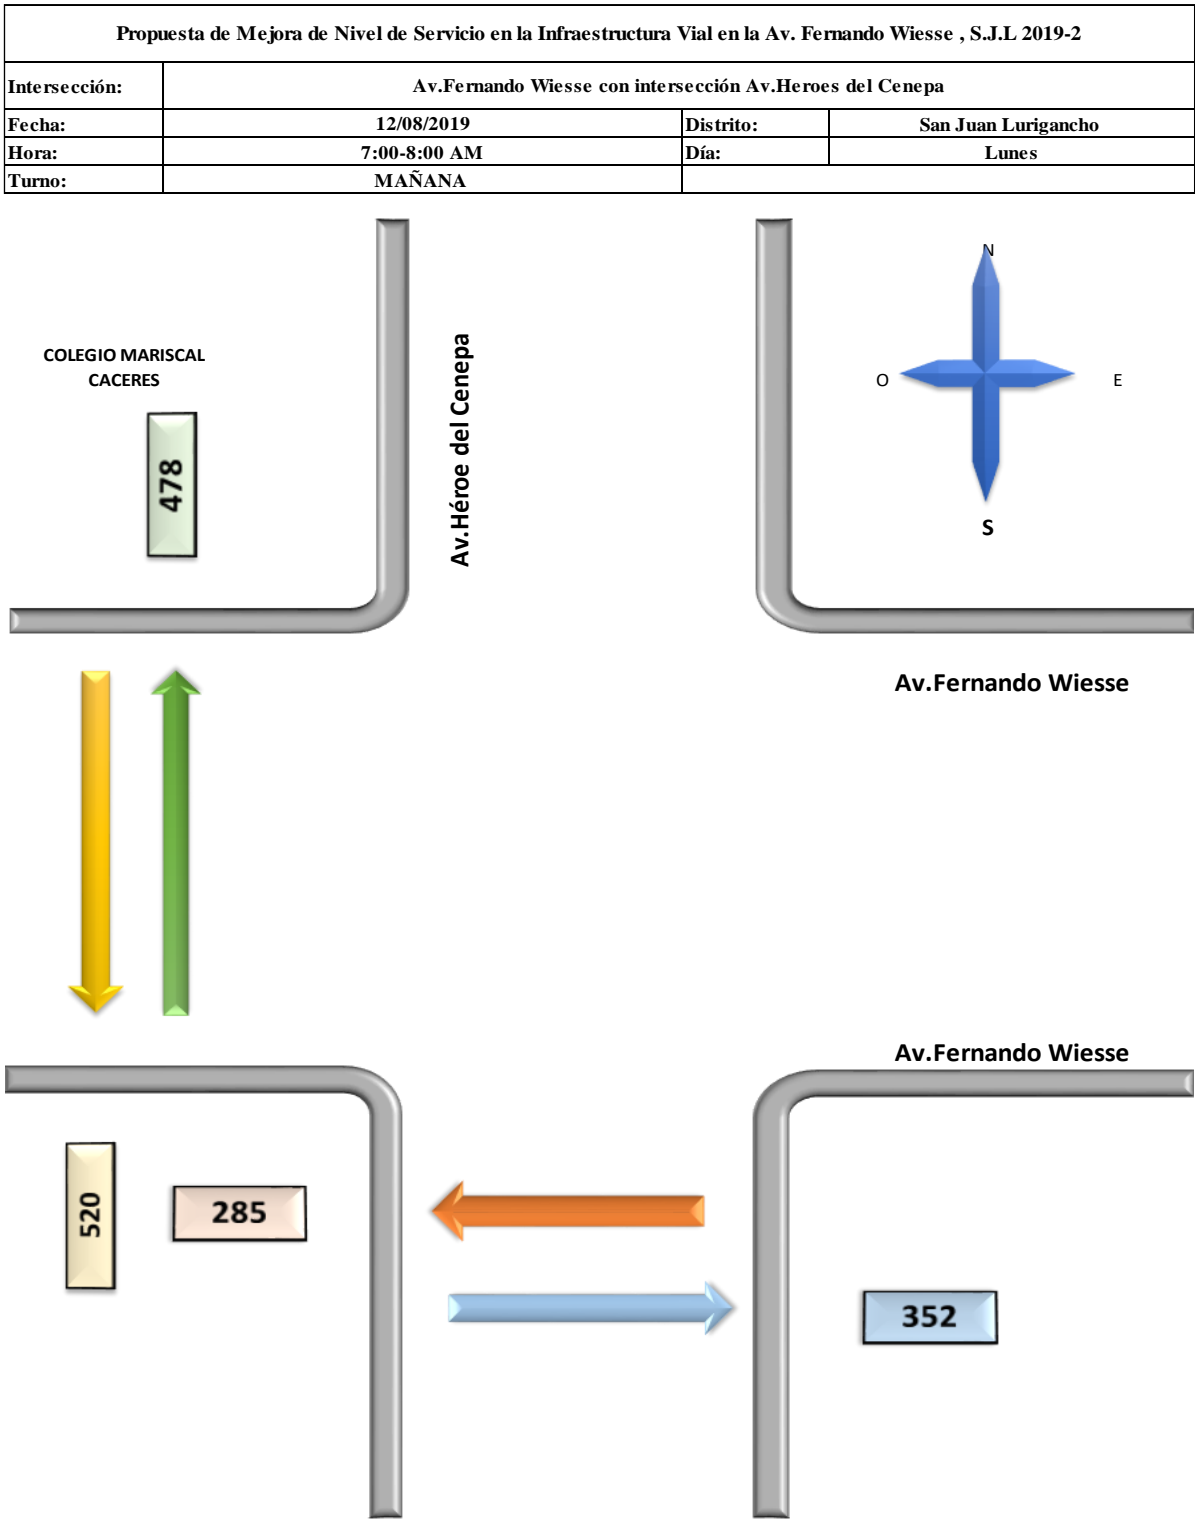 Propuesta de Mejora de Nivel de Servicio en la Infraestructura Vial en la Av. Fernando Wiesse , S.J.L 2019-2
Intersección: Av.Fernando Wiesse con intersección Av.Heroes del Cenepa
Fecha: 12/08/2019 Distrito: San Juan Lurigancho
Hora: 7:00-8:00 AM Día: Lunes
Turno: MAÑANA
N
COLEGIO MARISCAL
CACERES
Av.Héroe del Cenepa
O
E
478
S
Av.Fernando Wiesse
Av.Fernando Wiesse
520
285
352